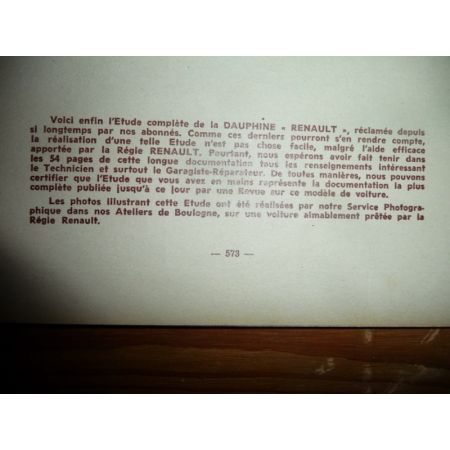 Voici enfin l'Etude complète de la DAUPHINE « RENAULT », réclamée depuis
si longtemps par nos abonnés. Comme ces derniers pourront s'en rendre compte,
la réalisation d'une telle Etude n'est pas chose facile, malgré l'aide efficace
apportée par la Régie RENAULT. Pourtant, nous espérons avoir fait tenir dans
les 54 pages de cette longue documentation tous les renseignements intéressant
le Technicien et surtout le Garagiste-Réparateur. De toutes manières, nous pouvons
certifier que l'Etude que vous avez en mains représente la documentation la plus
complète publiée jusqu'à ce jour par une Revue sur ce modèle de voiture.
Les photos illustrant cette Etude ont été réalisées par notre Service Photogra-
phique dans nos Ateliers de Boulogne, sur une voiture aimablement prêtée par la
Régie Renault.
— 573 —